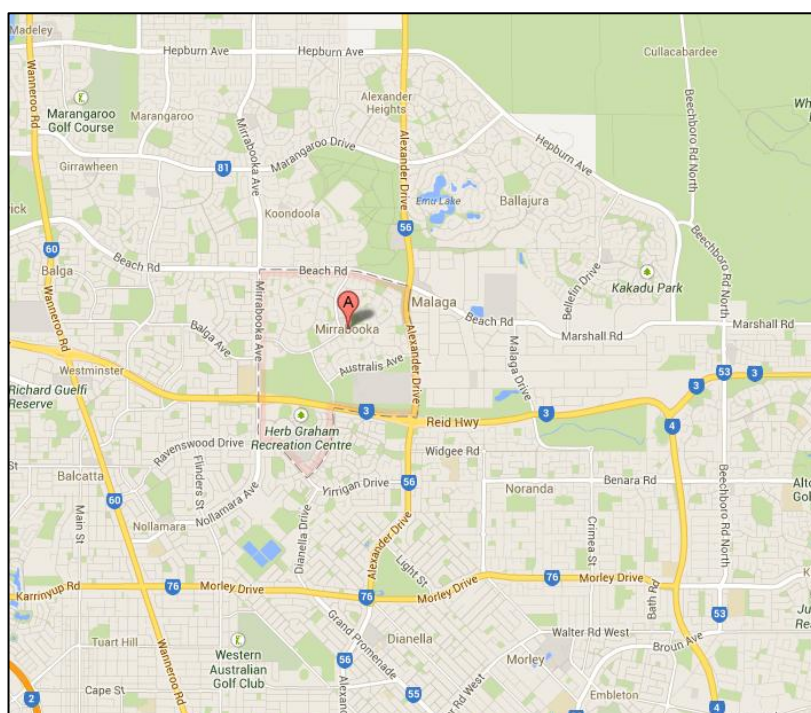 Madeley
Hepburn Ave
Hepburn Ave
Cullacabardee
Wanneroo Rd
Marangaroo
Golf Course
Marangaroo
Mirrabooka Ave
Alexander
Heights
Alexander Drive
Beechboro Rd North
Wh
Hepburn Ave
Marangaroo Drive
Girrawheen
81
Emu Lake
Ballajura
Koondoola
56
Beechboro Rd North
60
Balga
Beach Rd
Beach Rd
Bellefin Drive
Kakadu Park
Malaga
A
Mirrabooka
Mirrabooka Ave
Beach Rd
Marshall Rd
Marshall Rd
Balga Ave
Alexander Drive
Malaga Drive
Australis Ave
Westminster
Wanneroo Rd
53
3
3
Richard Guelfi
Reserve
3
Reid Hwy
3
4
Herb Graham
Recreation Centre
Ravenswood Drive
Flinders St
Widgee Rd
Balcatta
56
Yirrigan Drive
Benara Rd
Noranda
60
Nollamara Ave
Nollamara
Main St
Dianella Drive
Alexander Drive
Crimea St
Beechboro Rd North
Light St
Karrinyup Rd
76
Morley Drive
76
Morley Drive
76
Morley Drive
Bath Rd
53
Grand Promenade
Tuart Hill
Wanneroo Rd
Western
Australian
Golf Club
Dianella
Walter Rd West
Broun Ave
Morley
56
55
Cape St
Embleton
2
4